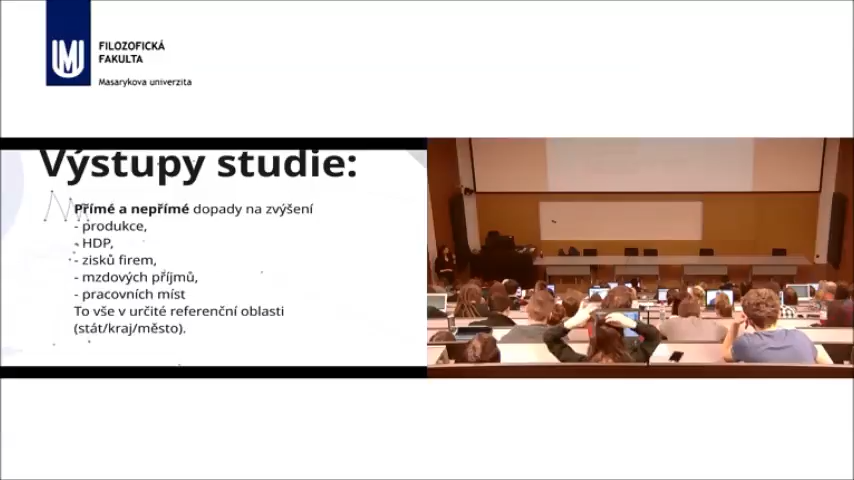 FILOZOFICKÁ
FAKULTA
Masarykova univerzita
Výstupy studie:
Přímé a nepřímé dopady na zvýšení
- produkce,
- HDP,
- zisků firem,
- mzdových příjmů,
- pracovních míst
To vše v určité referenční oblasti
(stát/kraj/město).